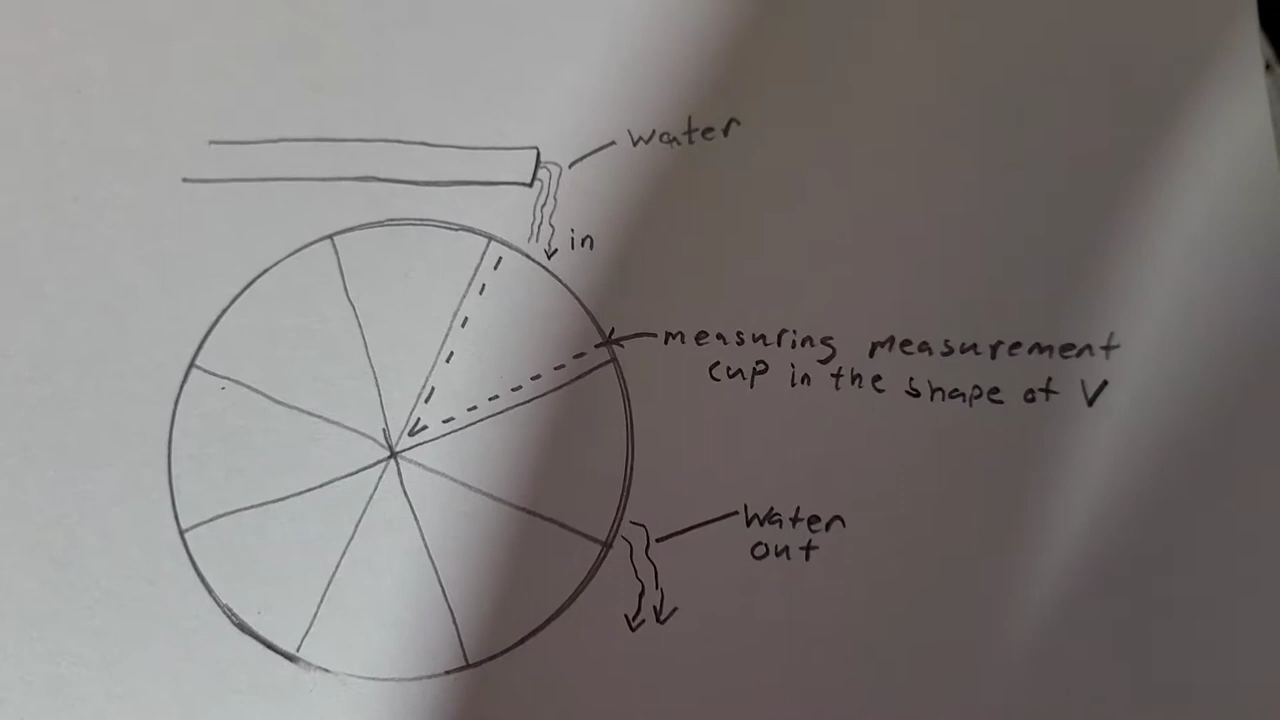 water
in
measuring measurement
cup in the shape of V
water
out